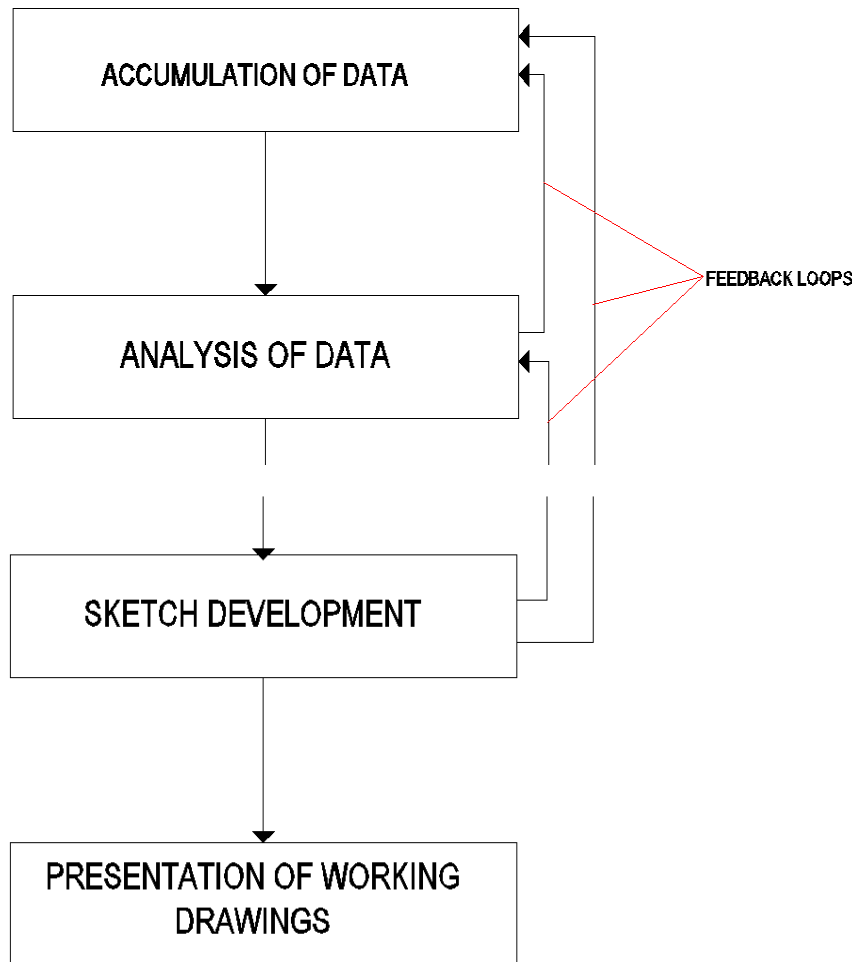 ACCUMULATION OF DATA
FEEDBACK LOOPS
ANALYSIS OF DATA
SKETCH DEVELOPMENT
PRESENTATION OF WORKING
DRAWINGS